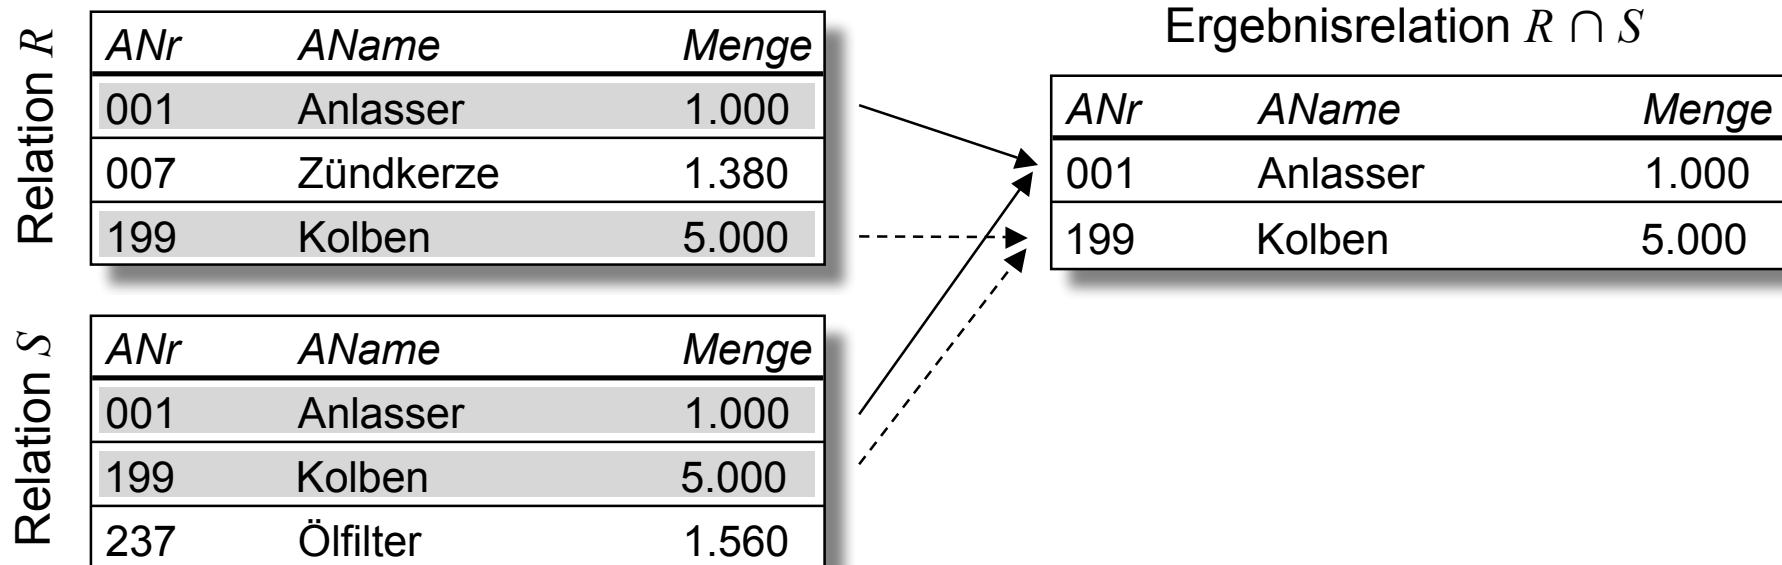 Relation R
ANr AName Menge
001 Anlasser 1.000
007 Zündkerze 1.380
199 Kolben 5.000
Relation S
ANr AName Menge
001 Anlasser 1.000
199 Kolben 5.000
237 Ölfilter 1.560
Ergebnisrelation R ∩ S
ANr AName Menge
001 Anlasser 1.000
199 Kolben 5.000